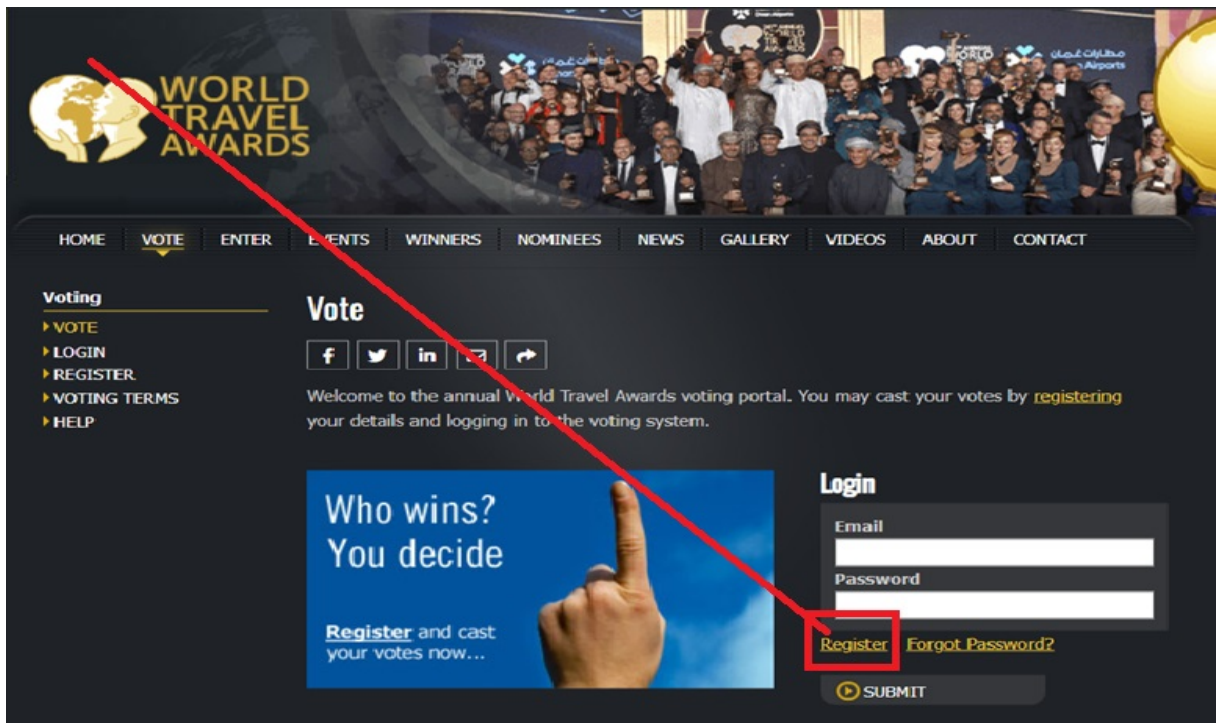 Oman Airports
WORLD
TRAVEL
AWARDS
HOME VOTE ENTER EVENTS WINNERS NOMINEES NEWS GALLERY VIDEOS ABOUT CONTACT
Voting
VOTE
LOGIN
REGISTER
VOTING TERMS
HELP
Vote
Welcome to the annual World Travel Awards voting portal. You may cast your votes by registering
your details and logging in to the voting system.
Who wins?
You decide
Register and cast
your votes now...
Login
Email
Password
Register Forgot Password?
SUBMIT